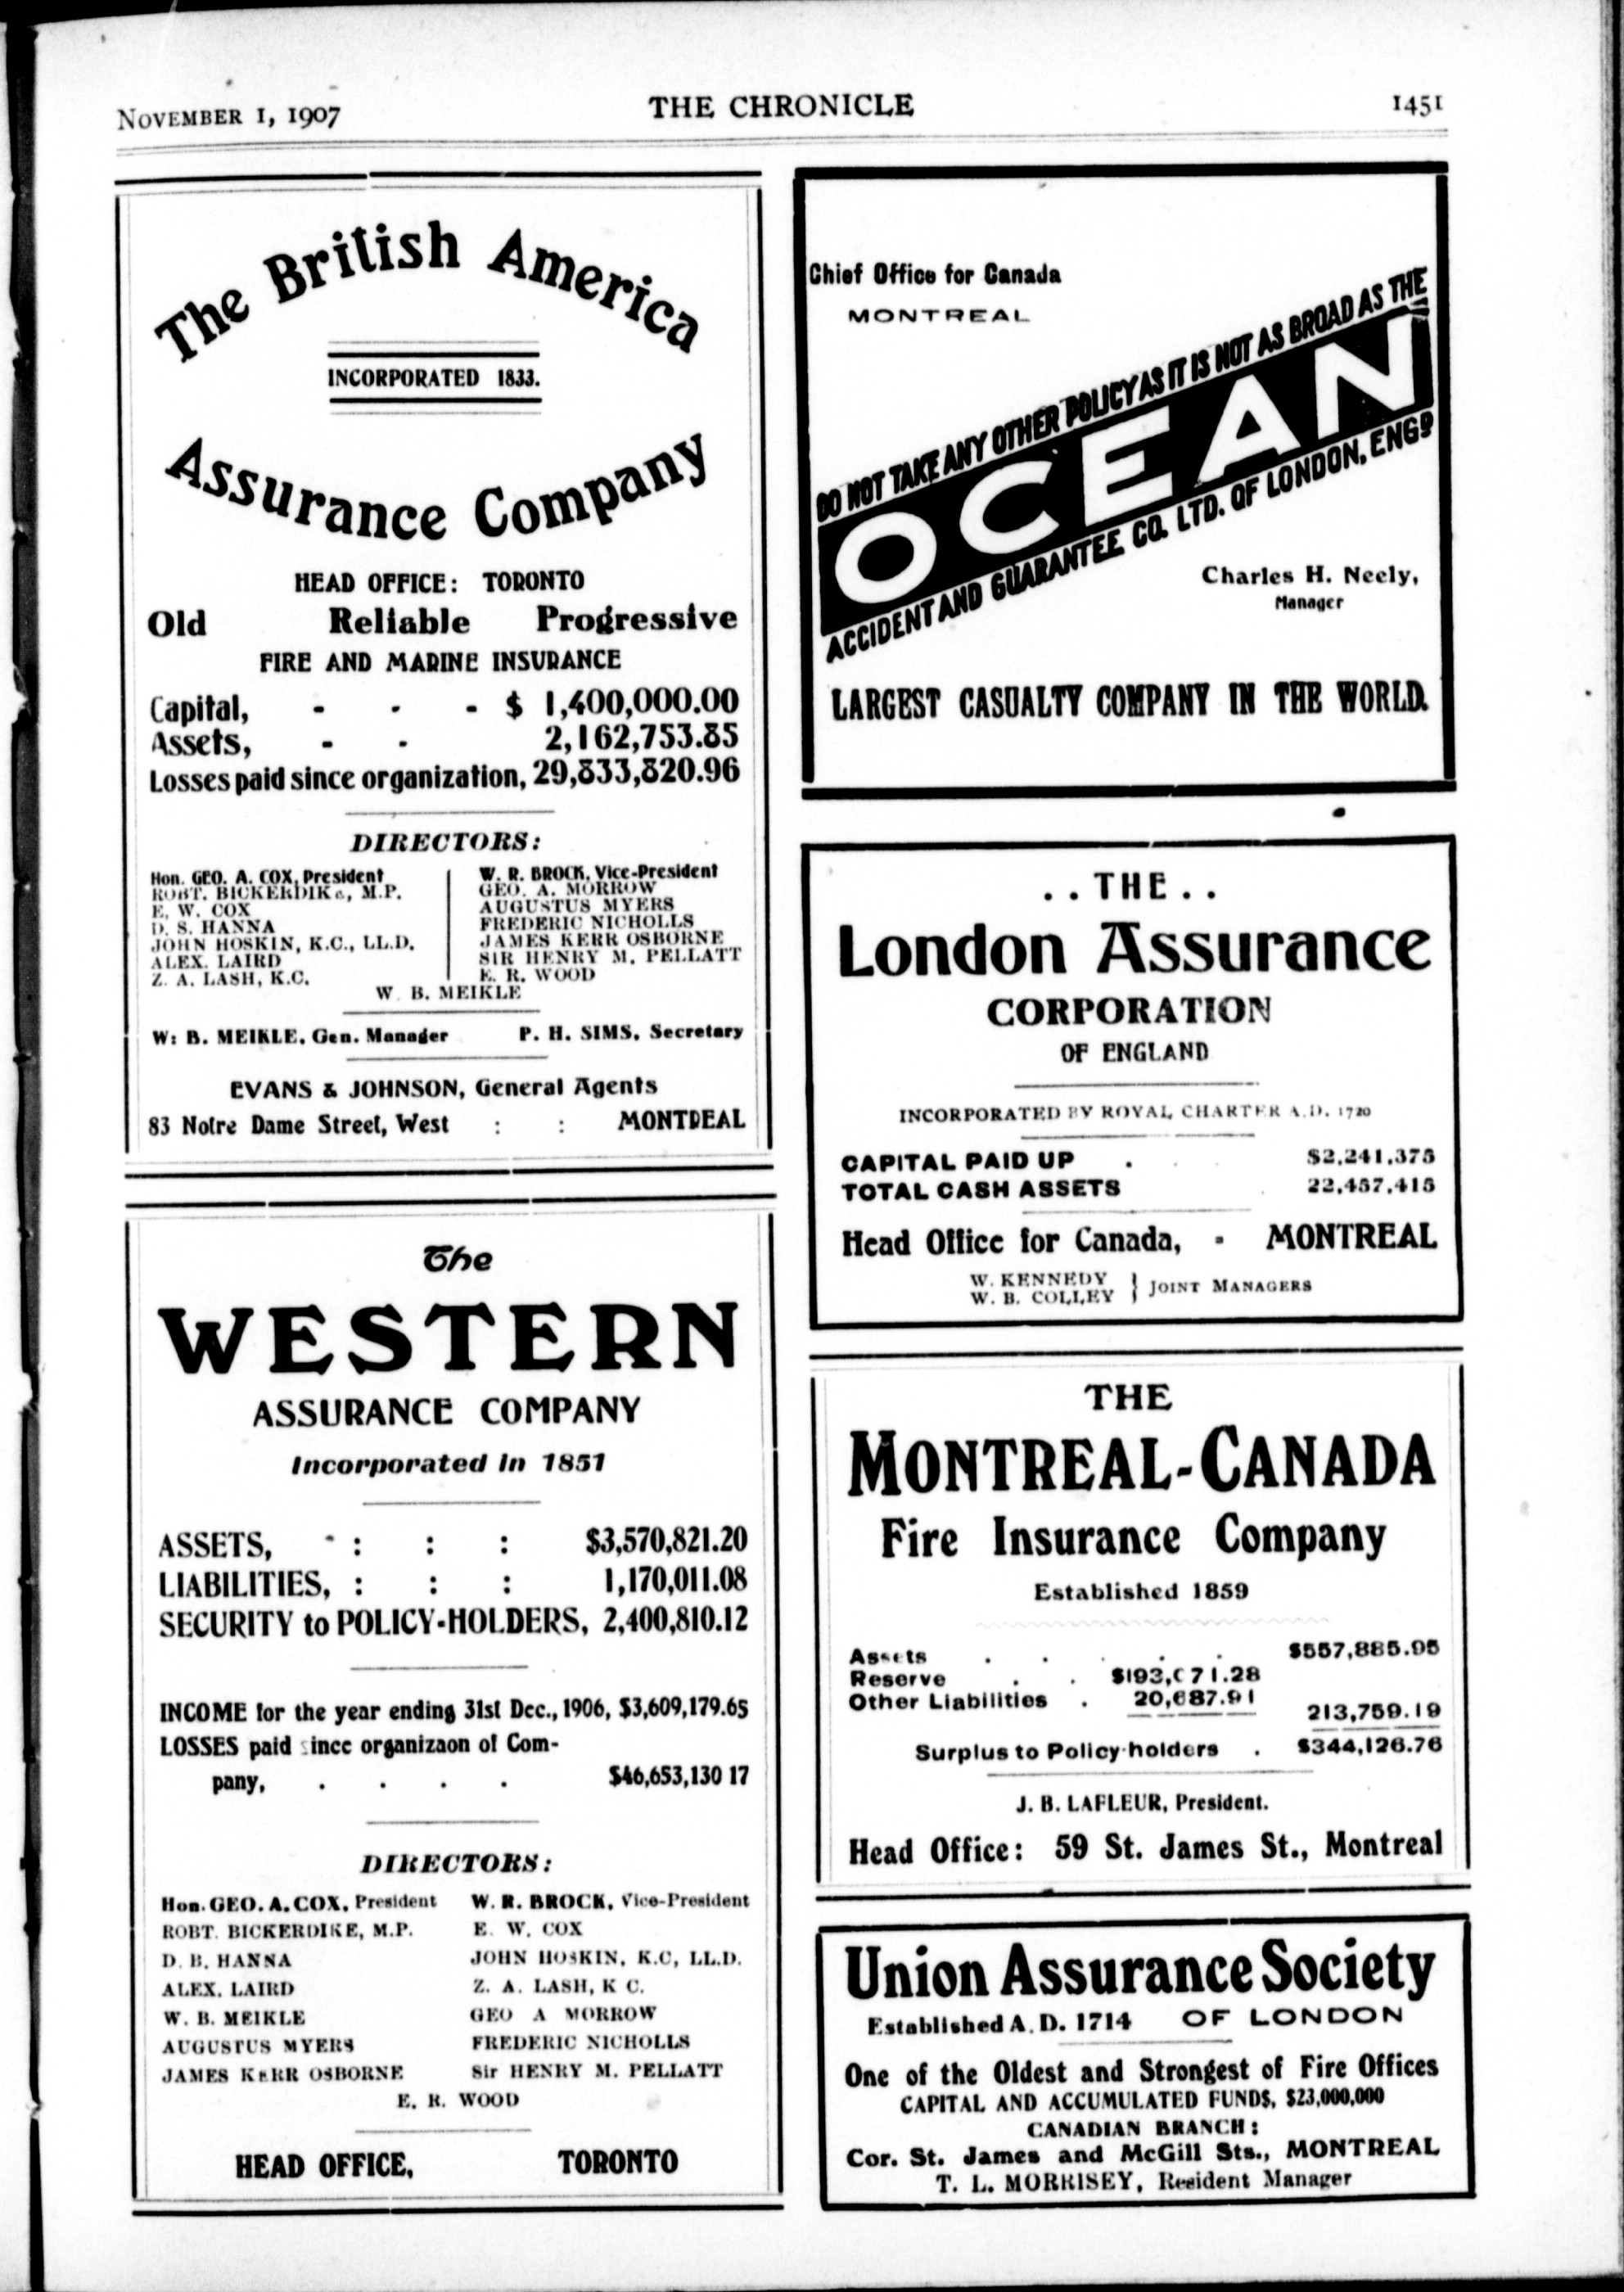 NOVEMBER 1, 1907
THE CHRONICLE
1451
The British America
INCORPORATED 1833.
Assurance Company
HEAD OFFICE: TORONTO
Old Reliable Progressive
FIRE AND MARINE INSURANCE
Capital, - - - $ 1,400,000.00
Assets, - - 2,162,753.85
Losses paid since organization, 29,833,820.96
DIRECTORS:
Hon. GEO. A. COX, President
ROBT. BICKERDIKE, M.P.
E. W. COX
D. S. HANNA
JOHN HOSKIN, K.C., LL.D.
ALEX. LAIRD
Z. A. LASH, K.C.
W. R. BROCK, Vice-President
GEO. A. MORROW
AUGUSTUS MYERS
FREDERIC NICHOLLS
JAMES KERR OSBORNE
SIR HENRY M. PELLATT
E. R. WOOD
W B. MEIKLE
W: B. MEIKLE, Gen. Manager P. H. SIMS, Secretary
EVANS & JOHNSON, General Agents
83 Notre Dame Street, West : : MONTREAL
The
WESTERN
ASSURANCE COMPANY
Incorporated in 1851
ASSETS, : : : $3,570,821.20
LIABILITIES, : : : 1,170,011.08
SECURITY to POLICY-HOLDERS, 2,400,810.12
INCOME for the year ending 31st Dec., 1906, $3,609,179.65
LOSSES paid since organizaon of Com-
pany, . . . . $46,653,130 17
DIRECTORS:
Hon. GEO. A. COX, President W. R. BROCK, Vice-President
ROBT. BICKERDIKE, M.P. E. W. COX
D. B. HANNA JOHN HOSKIN, K.C, LL.D.
ALEX. LAIRD Z. A. LASH, K C.
W. B. MEIKLE GEO A MORROW
AUGUSTUS MYERS FREDERIC NICHOLLS
JAMES KERR OSBORNE Sir HENRY M. PELLATT
E. R. WOOD
HEAD OFFICE, TORONTO
Chief Office for Canada
MONTREAL
DO NOT TAKE ANY OTHER POLICY AS IT IS NOT AS BROAD AS THE
OCEAN
ACCIDENT AND GUARANTEE CO. LTD. OF LONDON, ENGD
Charles H. Neely,
Manager
LARGEST CASUALTY COMPANY IN THE WORLD.
. . THE . .
London Assurance
CORPORATION
OF ENGLAND
INCORPORATED BY ROYAL CHARTER A.D. 1720
CAPITAL PAID UP . $2,241,375
TOTAL CASH ASSETS 22,457,415
Head Office for Canada, - MONTREAL
W. KENNEDY
W. B. COLLEY } JOINT MANAGERS
THE
MONTREAL-CANADA
Fire Insurance Company
Established 1859
Assets . . . . . $557,885.95
Reserve . . $193,071.28
Other Liabilities . 20,687.91
213,759.19
Surplus to Policy-holders . $344,126.76
J. B. LAFLEUR, President.
Head Office: 59 St. James St., Montreal
Union Assurance Society
Established A. D. 1714 OF LONDON
One of the Oldest and Strongest of Fire Offices
CAPITAL AND ACCUMULATED FUNDS, $23,000,000
CANADIAN BRANCH:
Cor. St. James and McGill Sts., MONTREAL
T. L. MORRISEY, Resident Manager